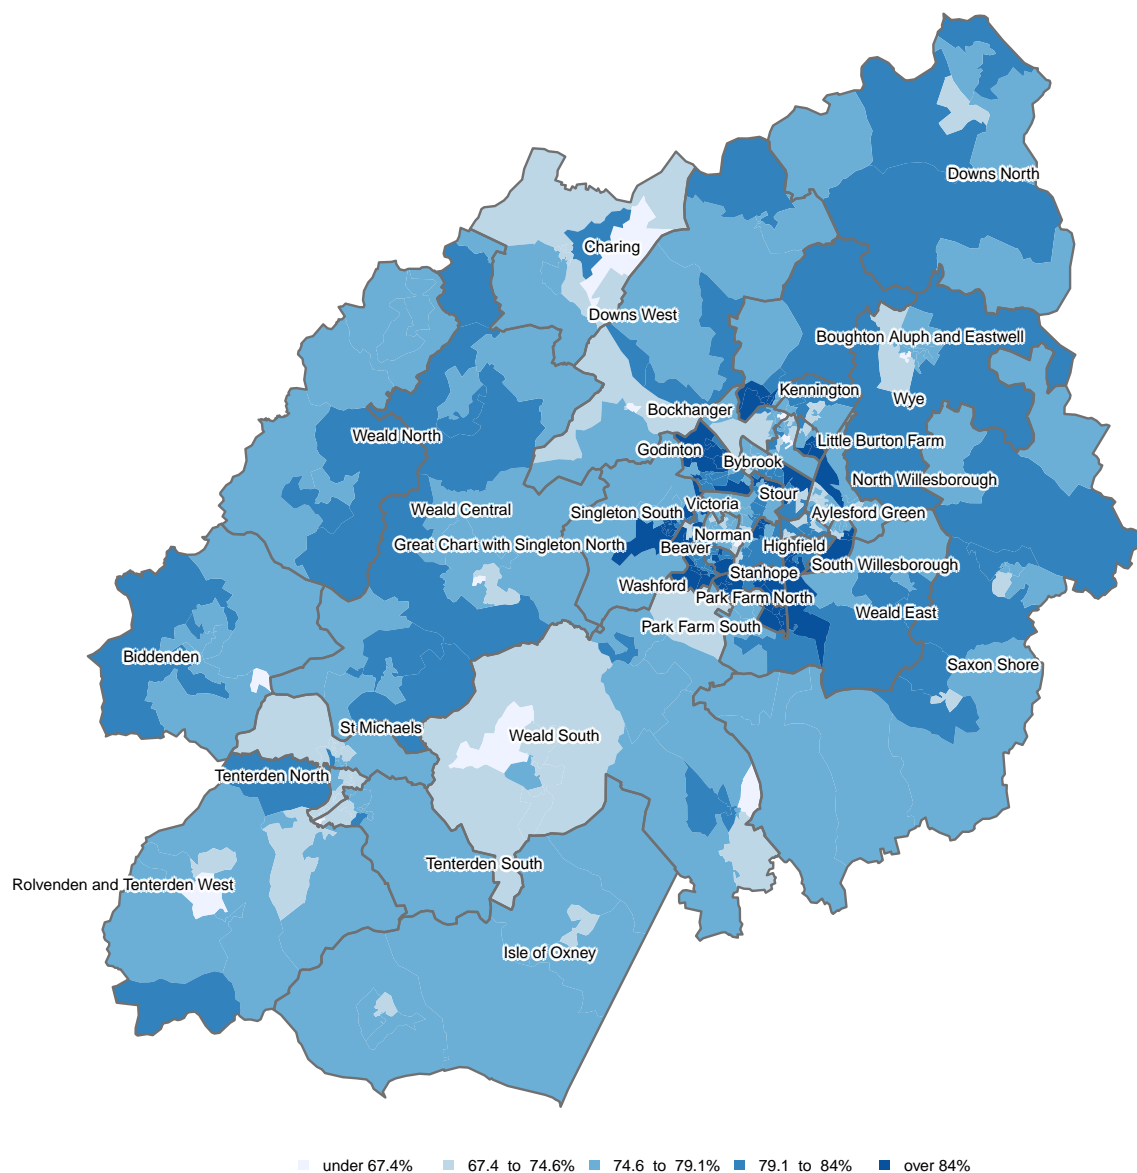 Downs North
Charing
Downs West
Boughton Aluph and Eastwell
Kennington
Wye
Bockhanger
Weald North
Little Burton Farm
Godinton
Bybrook
North Willesborough
Stour
Victoria
Weald Central
Singleton South
Aylesford Green
Norman
Great Chart with Singleton North
Beaver
Highfield
South Willesborough
Stanhope
Washford
Park Farm North
Weald East
Park Farm South
Biddenden
Saxon Shore
St Michaels
Weald South
Tenterden North
Tenterden South
Rolvenden and Tenterden West
Isle of Oxney
under 67.4% 67.4 to 74.6% 74.6 to 79.1% 79.1 to 84% over 84%